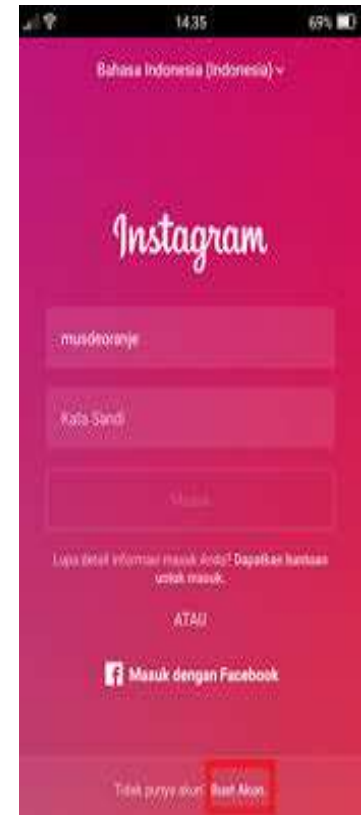 14.35 69%
Bahasa Indonesia (Indonesia)
Instagram
musdeoranje
Kata Sandi
Masuk
Lupa detail informasi masuk Anda? Dapatkan bantuan
untuk masuk.
ATAU
Masuk dengan Facebook
Tidak punya akun? Buat Akun.